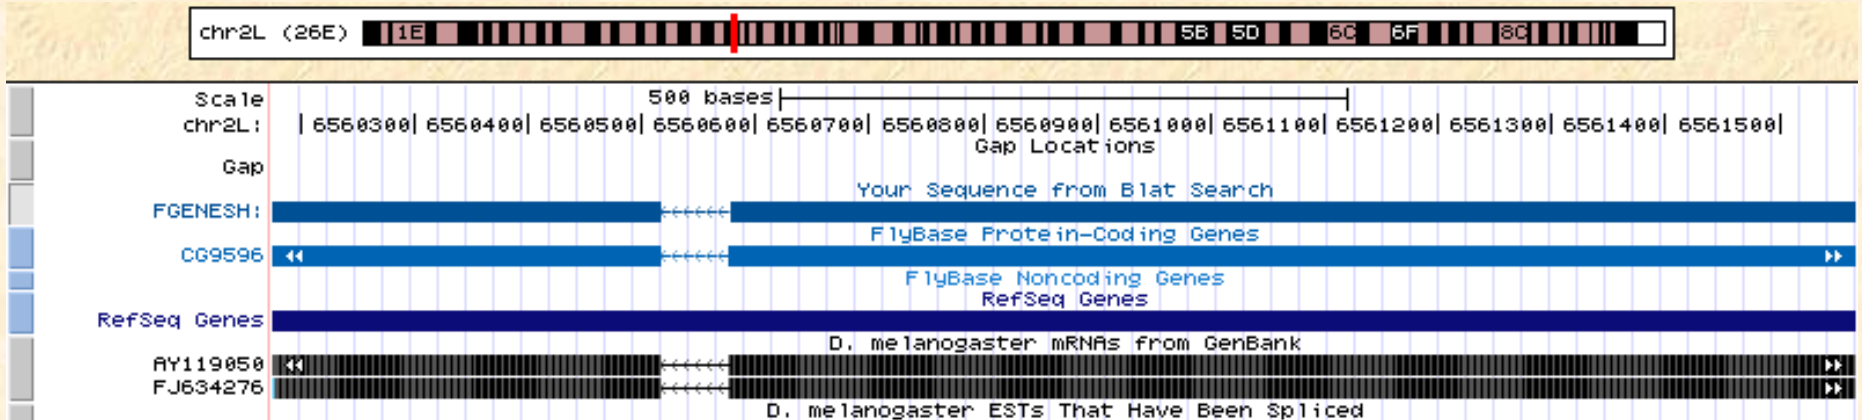 chr2L (26E) 1E 5B 5D 6C 6F 8C
Scale 500 bases
chr2L: | 6560300| 6560400| 6560500| 6560600| 6560700| 6560800| 6560900| 6561000| 6561100| 6561200| 6561300| 6561400| 6561500|
Gap Locations
Gap
Your Sequence from Blat Search
FGENESH:
FlyBase Protein-Coding Genes
CG9596
FlyBase Noncoding Genes
RefSeq Genes
RefSeq Genes
D. melanogaster mRNAs from GenBank
AY119050
FJ634276
D. melanogaster ESTs That Have Been Spliced